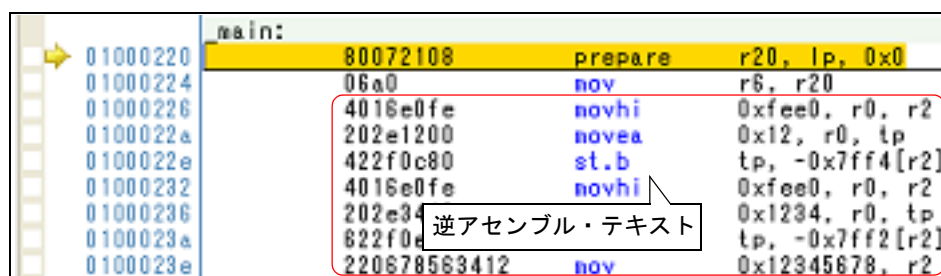 _main:
01000220 80072108 prepare r20, lp, 0x0
01000224 06a0 mov r6, r20
01000226 4016e0fe movhi 0xfee0, r0, r2
0100022a 202e1200 movea 0x12, r0, tp
0100022e 422f0c80 st.b tp, -0x7ff4[r2]
01000232 4016e0fe movhi 0xfee0, r0, r2
01000236 202e34 0x1234, r0, tp
0100023a 622f0e tp, -0x7ff2[r2]
0100023e 220678563412 mov 0x12345678, r2
逆アセンブル・テキスト